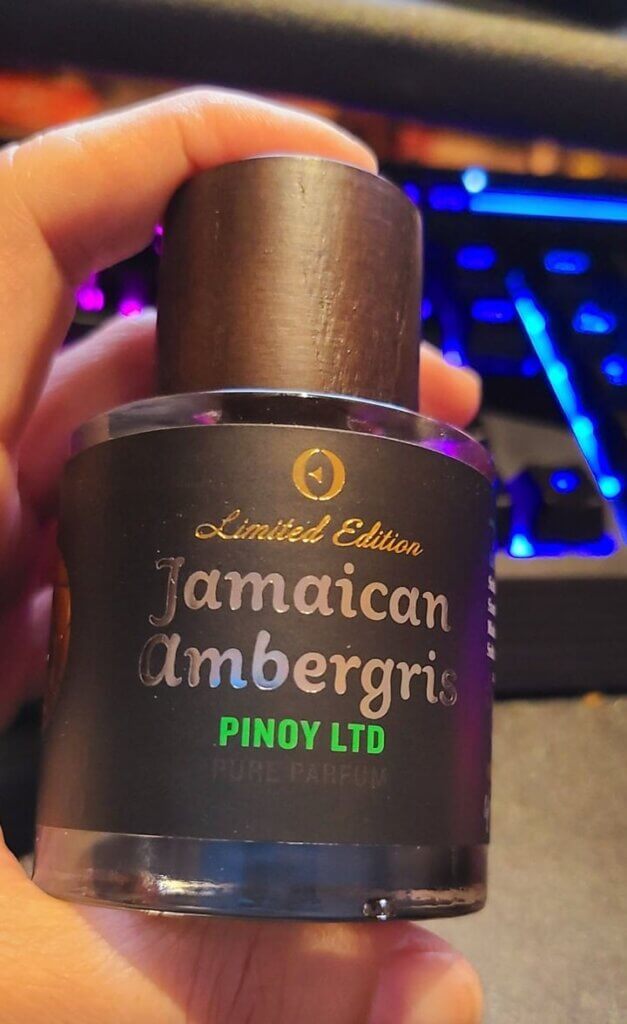 Limited Edition
Jamaican
Ambergris
PINOY LTD
PURE PARFUM